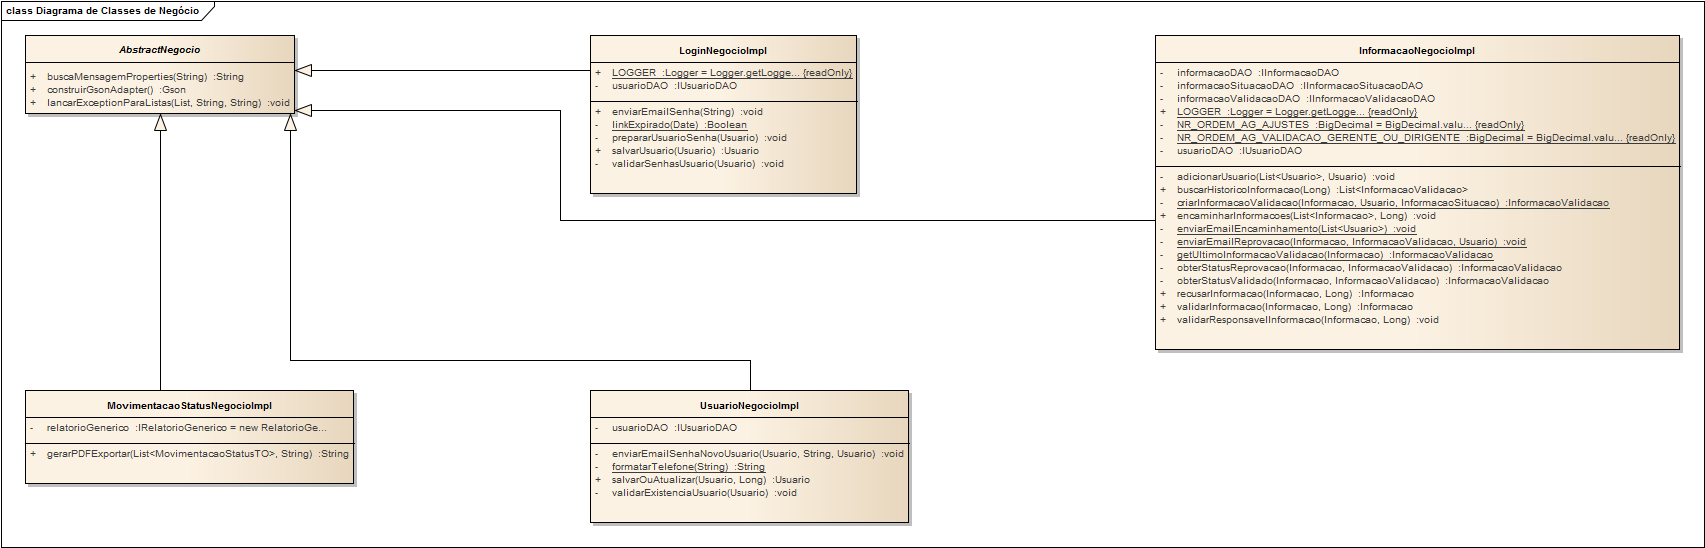 class Diagrama de Classes de Negócio
AbstractNegocio
+ buscaMensagemProperties(String) :String
+ construirGsonAdapter() :Gson
+ lancarExceptionParaListas(List, String, String) :void
LoginNegocioImpl
+ LOGGER :Logger = Logger.getLogge... {readOnly}
- usuarioDAO :IUsuarioDAO
+ enviarEmailSenha(String) :void
- linkExpirado(Date) :Boolean
- prepararUsuarioSenha(Usuario) :void
+ salvarUsuario(Usuario) :Usuario
- validarSenhasUsuario(Usuario) :void
InformacaoNegocioImpl
- informacaoDAO :IInformacaoDAO
- informacaoSituacaoDAO :IInformacaoSituacaoDAO
- informacaoValidacaoDAO :IInformacaoValidacaoDAO
+ LOGGER :Logger = Logger.getLogge... {readOnly}
- NR_ORDEM_AG_AJUSTES :BigDecimal = BigDecimal.valu... {readOnly}
- NR_ORDEM_AG_VALIDACAO_GERENTE_OU_DIRIGENTE :BigDecimal = BigDecimal.valu... {readOnly}
- usuarioDAO :IUsuarioDAO
- adicionarUsuario(List<Usuario>, Usuario) :void
+ buscarHistoricoInformacao(Long) :List<InformacaoValidacao>
- criarInformacaoValidacao(Informacao, Usuario, InformacaoSituacao) :InformacaoValidacao
+ encaminharInformacoes(List<Informacao>, Long) :void
- enviarEmailEncaminhamento(List<Usuario>) :void
- enviarEmailReprovacao(Informacao, InformacaoValidacao, Usuario) :void
- getUltimoInformacaoValidacao(Informacao) :InformacaoValidacao
- obterStatusReprovacao(Informacao, InformacaoValidacao) :InformacaoValidacao
- obterStatusValidado(Informacao, InformacaoValidacao) :InformacaoValidacao
+ recusarInformacao(Informacao, Long) :Informacao
+ validarInformacao(Informacao, Long) :Informacao
+ validarResponsavelInformacao(Informacao, Long) :void
MovimentacaoStatusNegocioImpl
- relatorioGenerico :IRelatorioGenerico = new RelatorioGe...
+ gerarPDFExportar(List<MovimentacaoStatusTO>, String) :String
UsuarioNegocioImpl
- usuarioDAO :IUsuarioDAO
- enviarEmailSenhaNovoUsuario(Usuario, String, Usuario) :void
- formatarTelefone(String) :String
+ salvarOuAtualizar(Usuario, Long) :Usuario
- validarExistenciaUsuario(Usuario) :void